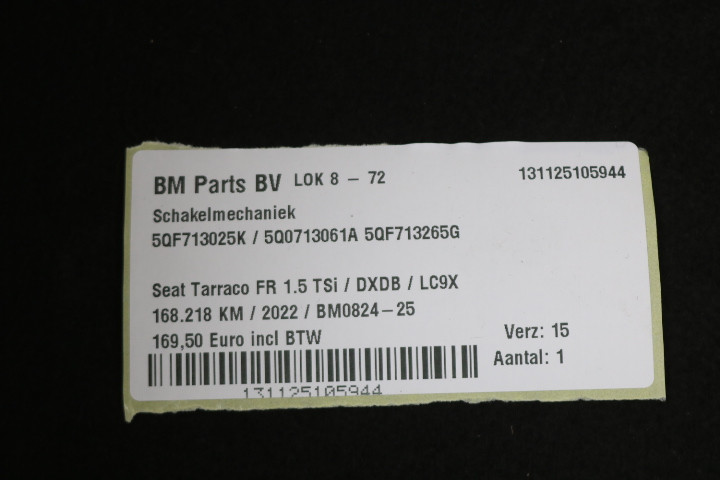 BM Parts BV LOK 8 - 72 131125105944
Schakelmechaniek
5QF713025K / 5Q0713061A 5QF713265G
Seat Tarraco FR 1.5 TSi / DXDB / LC9X
168.218 KM / 2022 / BM0824-25
169,50 Euro incl BTW
Verz: 15
Aantal: 1
131125105944